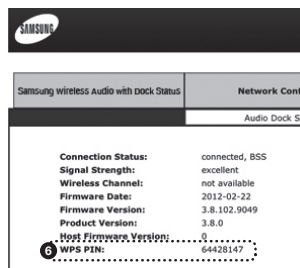 SAMSUNG
Samsung Wireless Audio with Dock Status
Network Con
Audio Dock S
Connection Status: connected, BSS
Signal Strength: excellent
Wireless Channel: not available
Firmware Date: 2012-02-22
Firmware Version: 3.8.102.9049
Product Version: 3.8.0
Host Firmware Version: 0
6 WPS PIN: 64428147